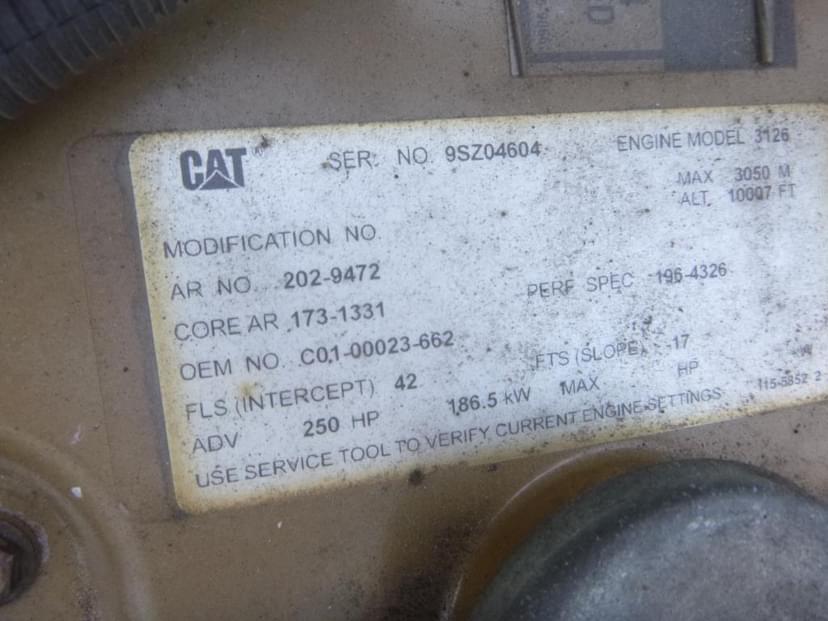 CAT® SER. NO. 9SZ04604 ENGINE MODEL 3126
MAX 3050 M
ALT. 10007 FT
MODIFICATION NO.
AR NO. 202-9472 PERF SPEC 196-4326
CORE AR 173-1331
OEM NO. C01-00023-662
FLS (INTERCEPT) 42 FTS (SLOPE) 17
ADV 250 HP 186.5 kW MAX HP
USE SERVICE TOOL TO VERIFY CURRENT ENGINE SETTINGS